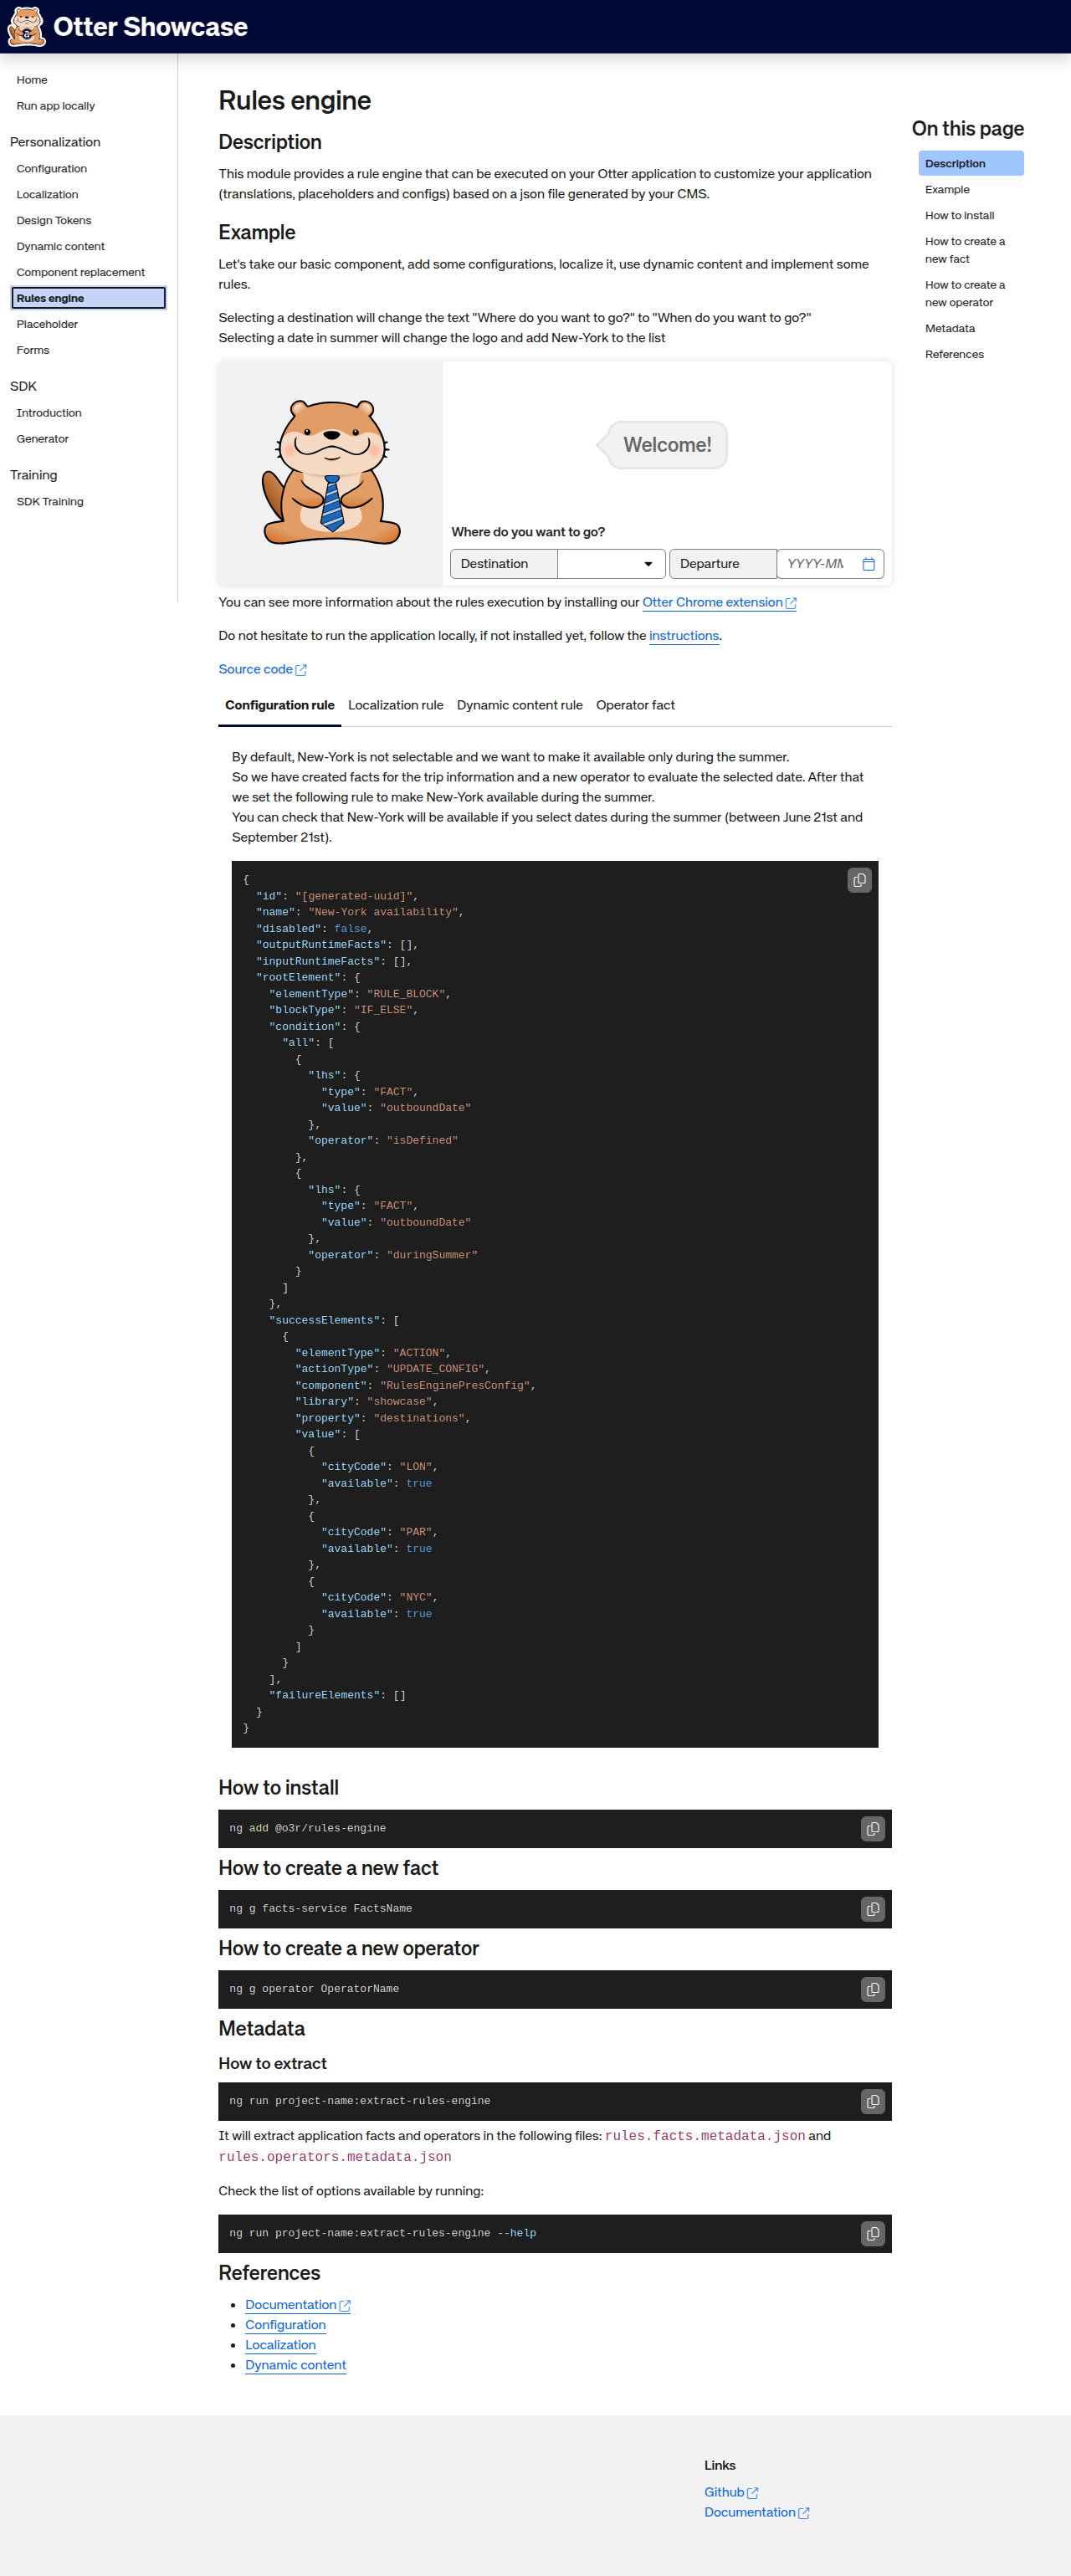 Otter Showcase
Home
Run app locally
Personalization
Configuration
Localization
Design Tokens
Dynamic content
Component replacement
Rules engine
Placeholder
Forms
SDK
Introduction
Generator
Training
SDK Training
Rules engine
Description
This module provides a rule engine that can be executed on your Otter application to customize your application
(translations, placeholders and configs) based on a json file generated by your CMS.
Example
Let's take our basic component, add some configurations, localize it, use dynamic content and implement some
rules.
Selecting a destination will change the text "Where do you want to go?" to "When do you want to go?"
Selecting a date in summer will change the logo and add New-York to the list
Welcome!
Where do you want to go?
Destination
Departure
YYYY-MM
You can see more information about the rules execution by installing our Otter Chrome extension
Do not hesitate to run the application locally, if not installed yet, follow the instructions.
Source code
Configuration rule Localization rule Dynamic content rule Operator fact
By default, New-York is not selectable and we want to make it available only during the summer.
So we have created facts for the trip information and a new operator to evaluate the selected date. After that
we set the following rule to make New-York available during the summer.
You can check that New-York will be available if you select dates during the summer (between June 21st and
September 21st).
{
  "id": "[generated-uuid]",
  "name": "New-York availability",
  "disabled": false,
  "outputRuntimeFacts": [],
  "inputRuntimeFacts": [],
  "rootElement": {
    "elementType": "RULE_BLOCK",
    "blockType": "IF_ELSE",
    "condition": {
      "all": [
        {
          "lhs": {
            "type": "FACT",
            "value": "outboundDate"
          },
          "operator": "isDefined"
        },
        {
          "lhs": {
            "type": "FACT",
            "value": "outboundDate"
          },
          "operator": "duringSummer"
        }
      ]
    },
    "successElements": [
      {
        "elementType": "ACTION",
        "actionType": "UPDATE_CONFIG",
        "component": "RulesEnginePresConfig",
        "library": "showcase",
        "property": "destinations",
        "value": [
          {
            "cityCode": "LON",
            "available": true
          },
          {
            "cityCode": "PAR",
            "available": true
          },
          {
            "cityCode": "NYC",
            "available": true
          }
        ]
      }
    ],
    "failureElements": []
  }
}
How to install
ng add @o3r/rules-engine
How to create a new fact
ng g facts-service FactsName
How to create a new operator
ng g operator OperatorName
Metadata
How to extract
ng run project-name:extract-rules-engine
It will extract application facts and operators in the following files: rules.facts.metadata.json and
rules.operators.metadata.json
Check the list of options available by running:
ng run project-name:extract-rules-engine --help
References
Documentation
Configuration
Localization
Dynamic content
On this page
Description
Example
How to install
How to create a
new fact
How to create a
new operator
Metadata
References
Links
Github
Documentation